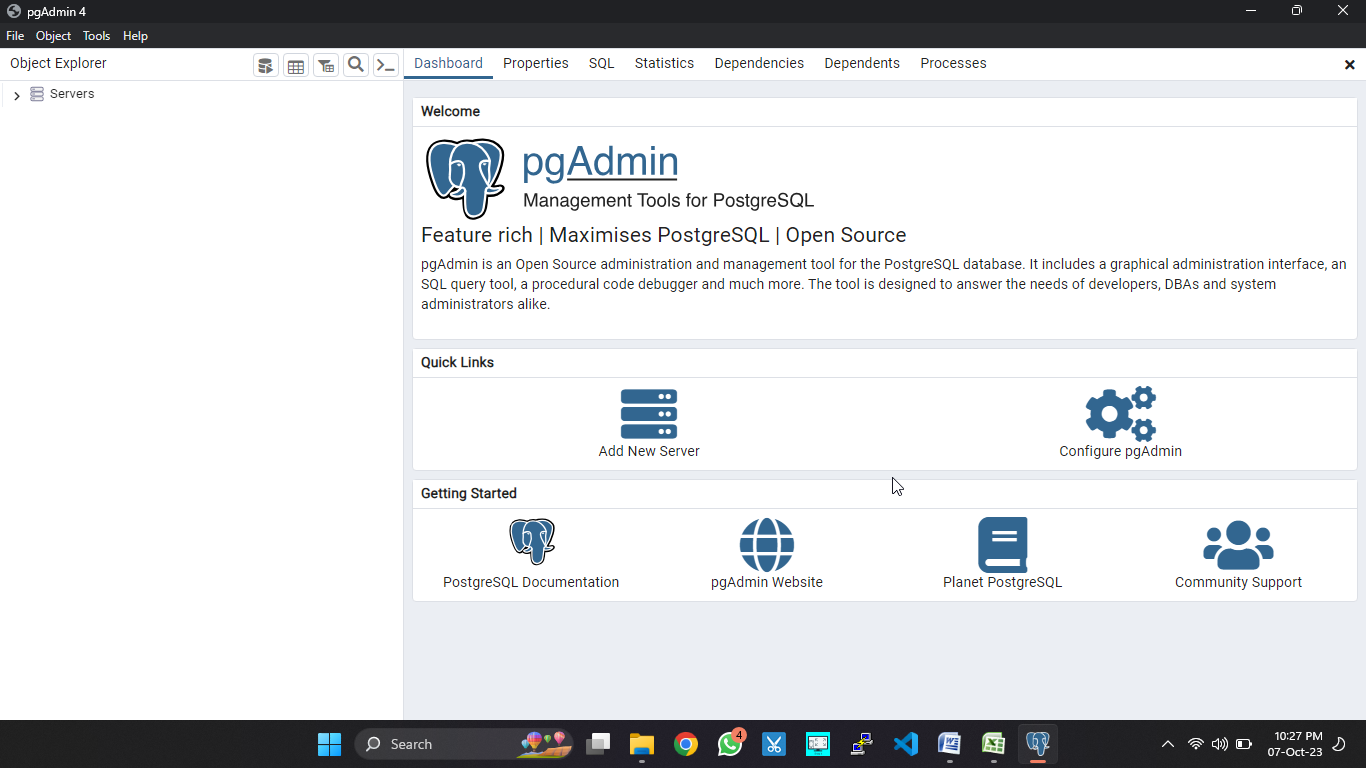 pgAdmin 4
File Object Tools Help
Object Explorer
Dashboard Properties SQL Statistics Dependencies Dependents Processes
Servers
Welcome
pgAdmin
Management Tools for PostgreSQL
Feature rich | Maximises PostgreSQL | Open Source
pgAdmin is an Open Source administration and management tool for the PostgreSQL database. It includes a graphical administration interface, an
SQL query tool, a procedural code debugger and much more. The tool is designed to answer the needs of developers, DBAs and system
administrators alike.
Quick Links
Add New Server
Configure pgAdmin
Getting Started
PostgreSQL Documentation
pgAdmin Website
Planet PostgreSQL
Community Support
Search
4
10:27 PM
07-Oct-23